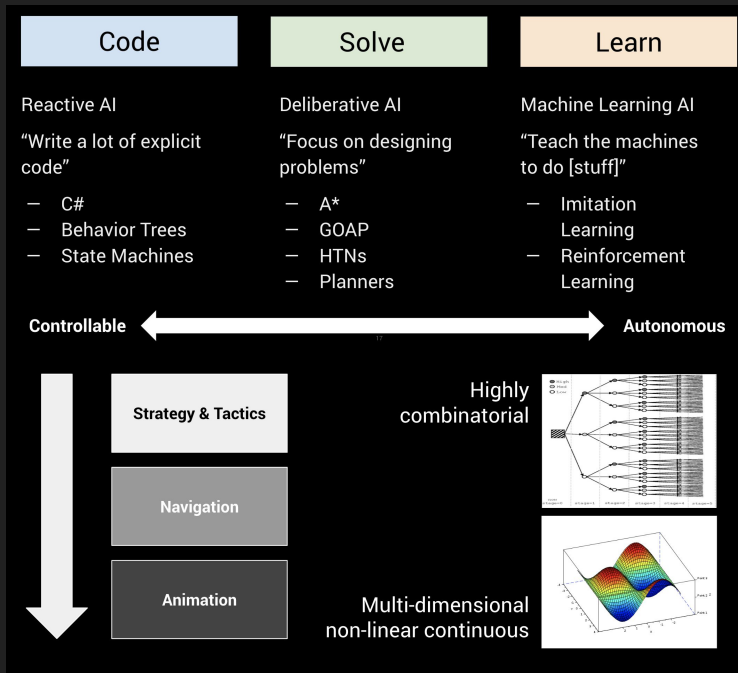 Code
Solve
Learn
Reactive AI
“Write a lot of explicit
code”
— C#
— Behavior Trees
— State Machines
Deliberative AI
“Focus on designing
problems”
— A*
— GOAP
— HTNs
— Planners
Machine Learning AI
“Teach the machines
to do [stuff]”
— Imitation
Learning
— Reinforcement
Learning
Controllable
Autonomous
17
Strategy & Tactics
Navigation
Animation
Highly
combinatorial
Multi-dimensional
non-linear continuous